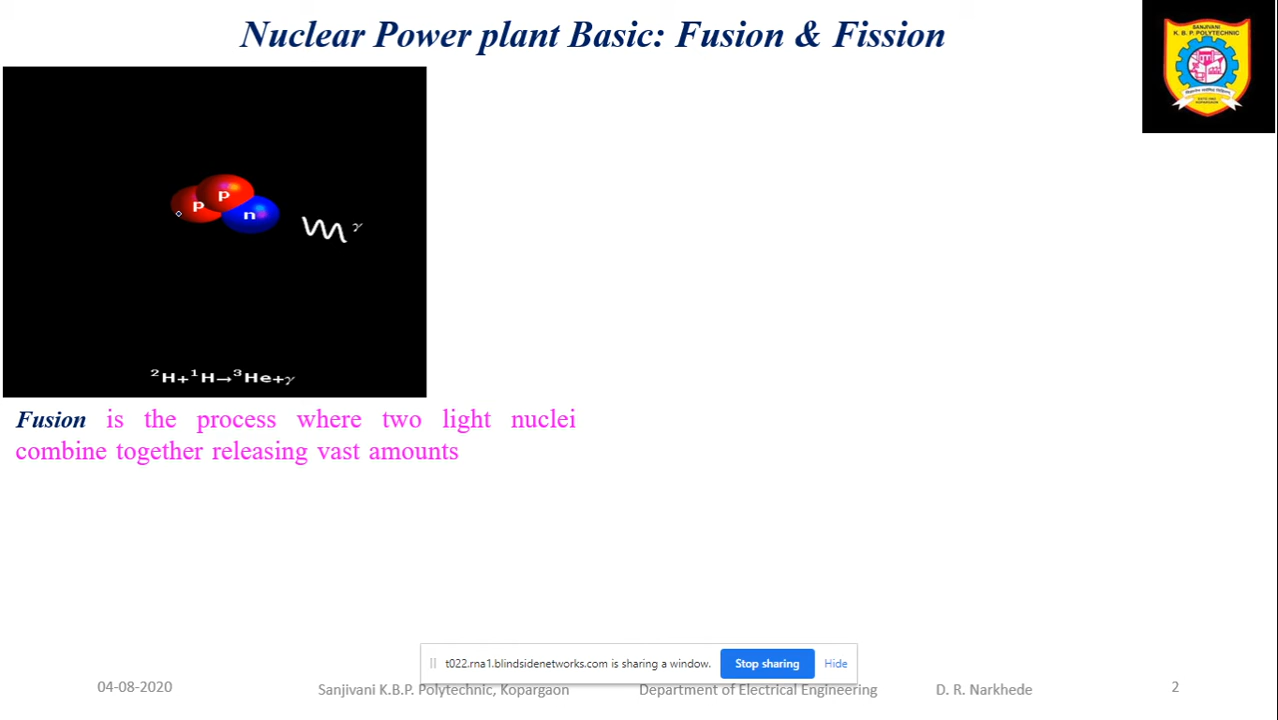 Nuclear Power plant Basic: Fusion & Fission
SANJIVANI
K. B. P. POLYTECHNIC
p
p
n
γ
²H+¹H→³He+γ
Fusion is the process where two light nuclei
combine together releasing vast amounts
t022.rna1.blindsidenetworks.com is sharing a window.
Stop sharing
Hide
04-08-2020
Sanjivani K.B.P. Polytechnic, Kopargaon
Department of Electrical Engineering
D. R. Narkhede
2